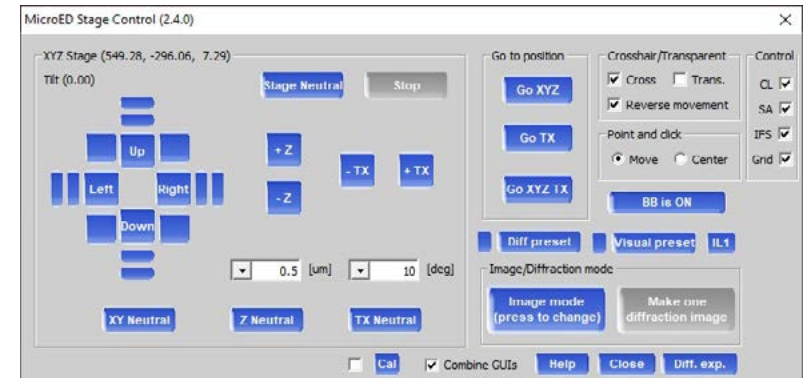 MicroED Stage Control (2.4.0)
XYZ Stage (549.28, -296.06, 7.29)
Tilt (0.00)
Stage Neutral
Stop
Up
Left
Right
Down
+ Z
- Z
- TX
+ TX
0.5 [um]
10 [deg]
XY Neutral
Z Neutral
TX Neutral
Go to position
Go XYZ
Go TX
Go XYZ TX
Crosshair/Transparent
Cross Trans.
Reverse movement
Point and click
Move Center
Control
CL
SA
IFS
Gnd
BB is ON
Diff preset
Visual preset
IL1
Image/Diffraction mode
Image mode
(press to change)
Make one
diffraction image
Cal
Combine GUIs
Help
Close
Diff. exp.